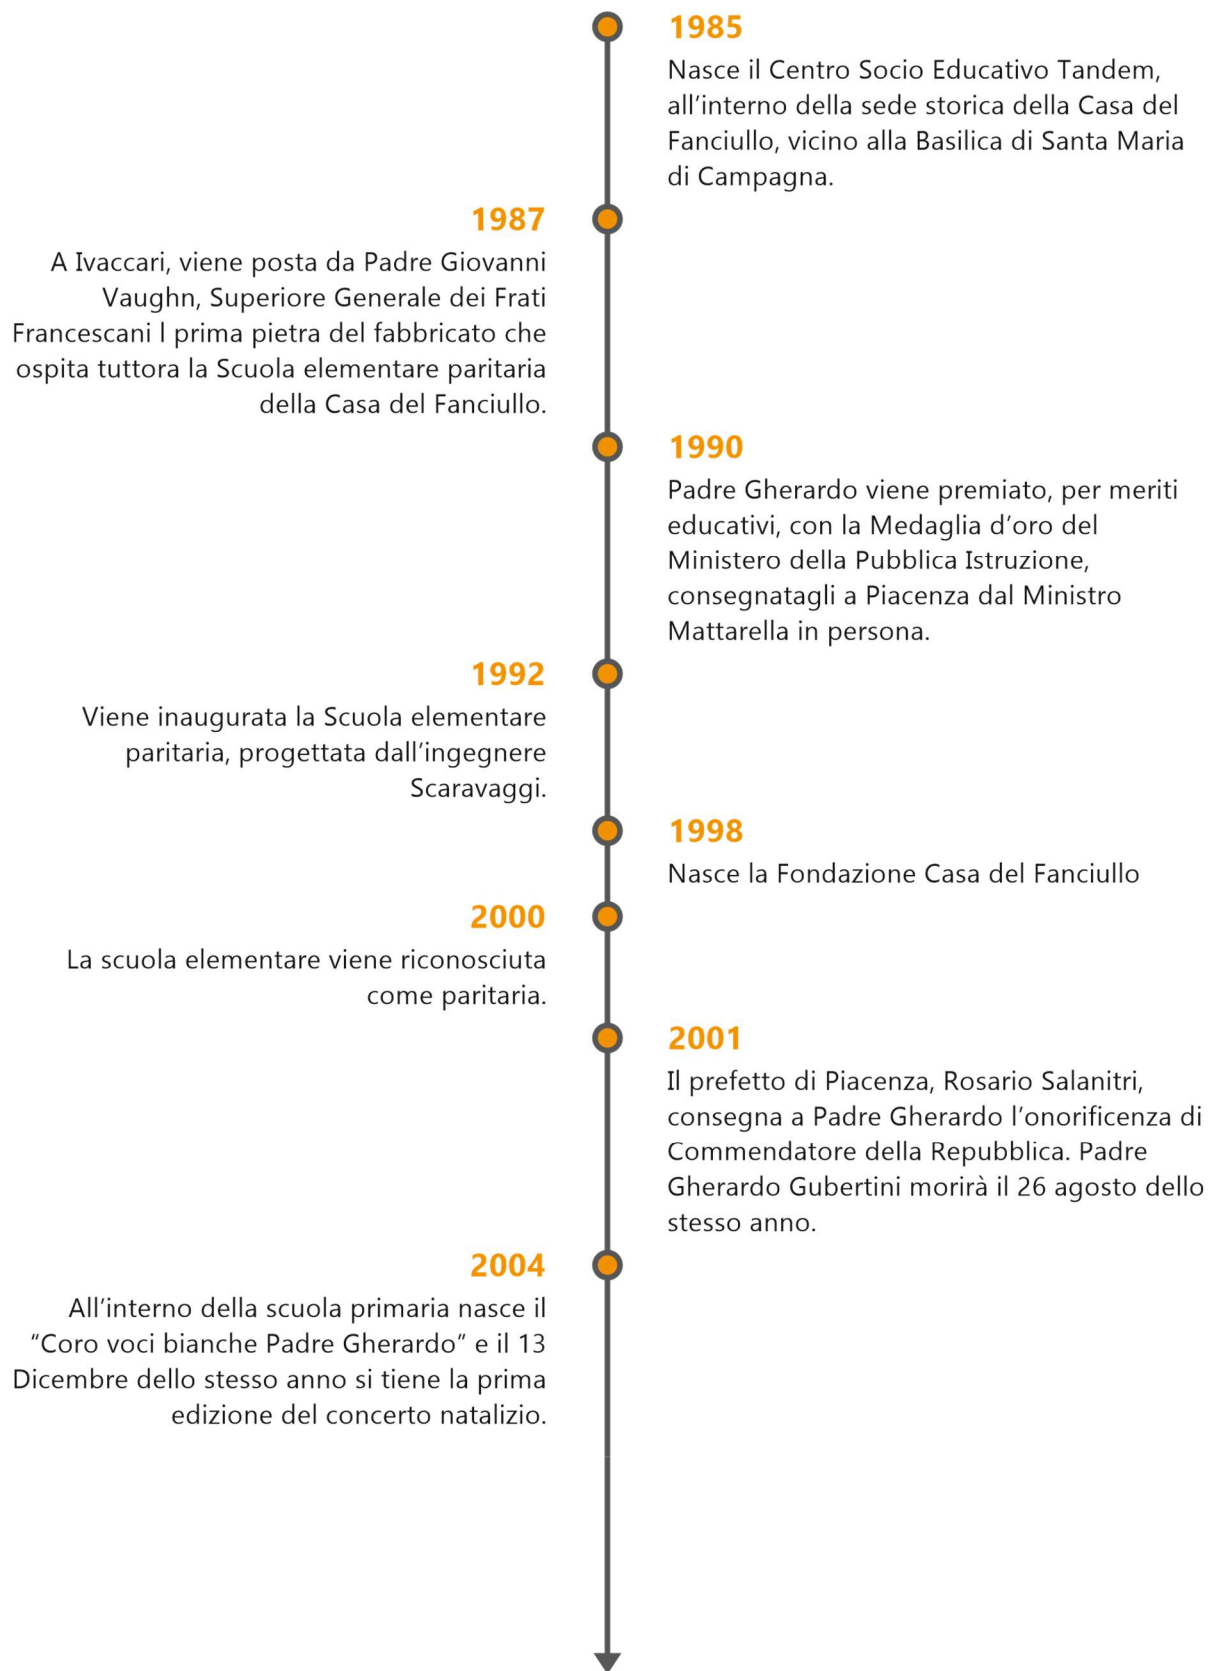 1985
Nasce il Centro Socio Educativo Tandem,
all'interno della sede storica della Casa del
Fanciullo, vicino alla Basilica di Santa Maria
di Campagna.
1987
A Ivaccari, viene posta da Padre Giovanni
Vaughn, Superiore Generale dei Frati
Francescani l prima pietra del fabbricato che
ospita tuttora la Scuola elementare paritaria
della Casa del Fanciullo.
1990
Padre Gherardo viene premiato, per meriti
educativi, con la Medaglia d'oro del
Ministero della Pubblica Istruzione,
consegnatagli a Piacenza dal Ministro
Mattarella in persona.
1992
Viene inaugurata la Scuola elementare
paritaria, progettata dall'ingegnere
Scaravaggi.
1998
Nasce la Fondazione Casa del Fanciullo
2000
La scuola elementare viene riconosciuta
come paritaria.
2001
Il prefetto di Piacenza, Rosario Salanitri,
consegna a Padre Gherardo l'onorificenza di
Commendatore della Repubblica. Padre
Gherardo Gubertini morirà il 26 agosto dello
stesso anno.
2004
All'interno della scuola primaria nasce il
"Coro voci bianche Padre Gherardo" e il 13
Dicembre dello stesso anno si tiene la prima
edizione del concerto natalizio.